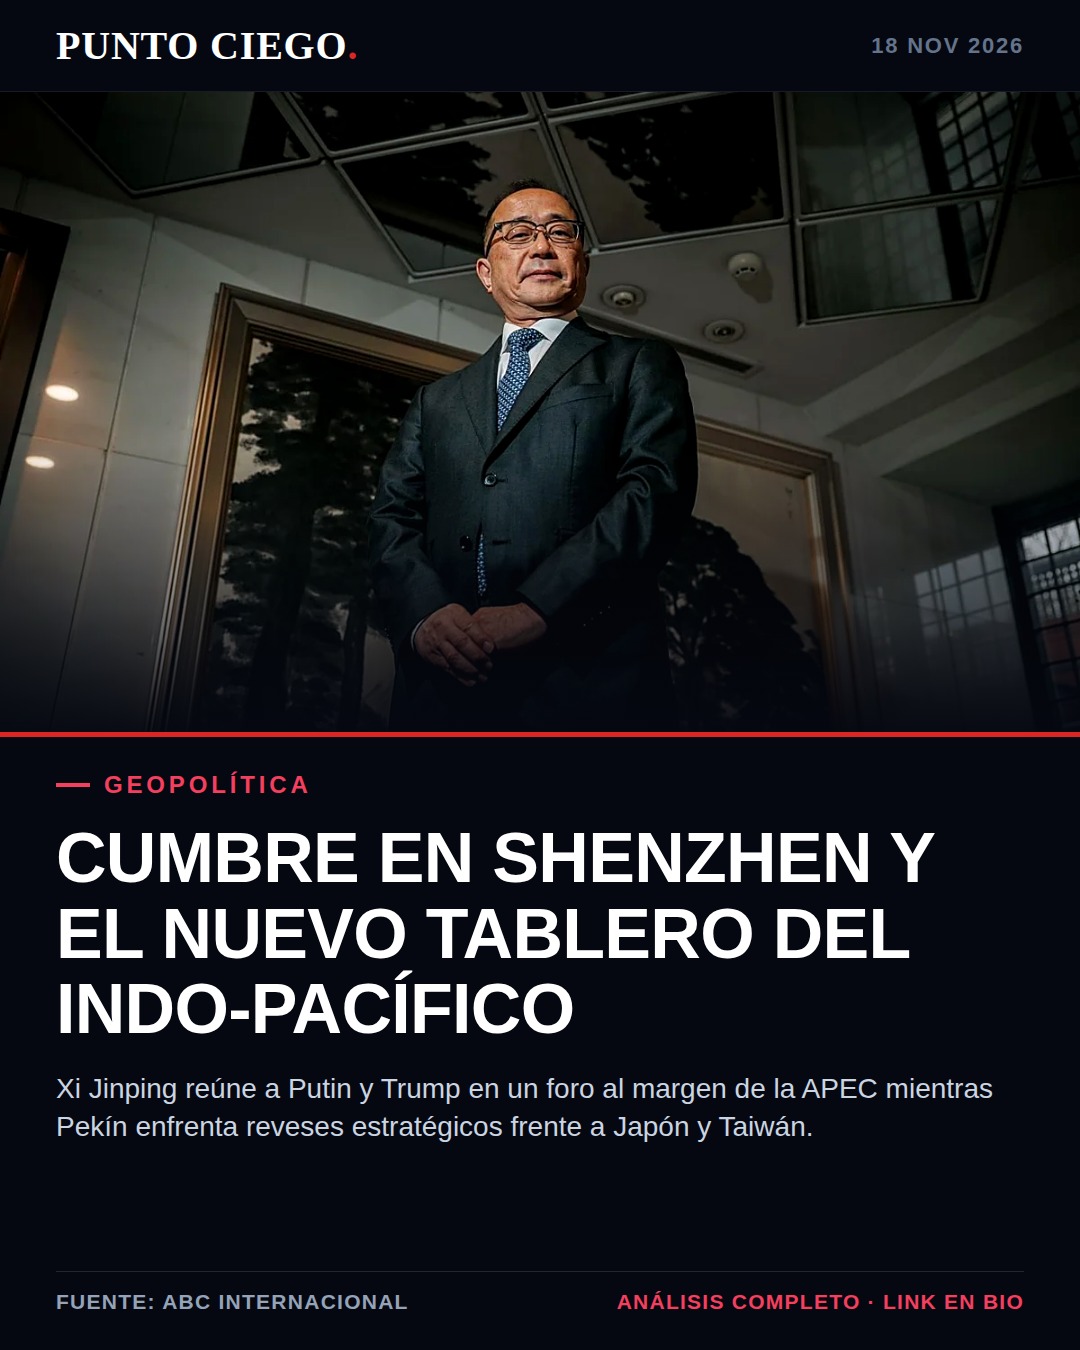 PUNTO CIEGO.
18 NOV 2026
GEOPOLÍTICA
CUMBRE EN SHENZHEN Y
EL NUEVO TABLERO DEL
INDO-PACÍFICO
Xi Jinping reúne a Putin y Trump en un foro al margen de la APEC mientras
Pekín enfrenta reveses estratégicos frente a Japón y Taiwán.
FUENTE: ABC INTERNACIONAL
ANÁLISIS COMPLETO · LINK EN BIO